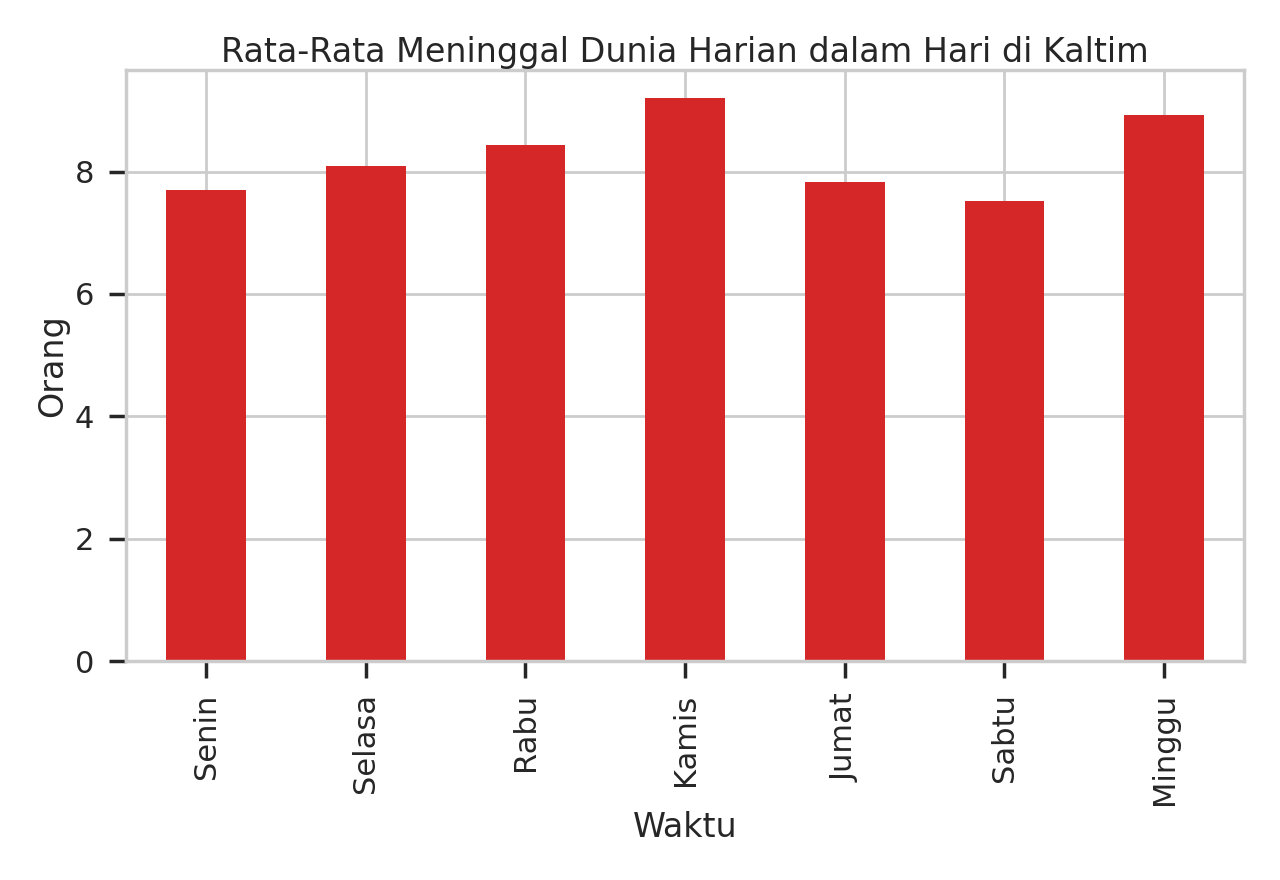 Rata-Rata Meninggal Dunia Harian dalam Hari di Kaltim
8
6
4
2
0
Orang
Senin
Selasa
Rabu
Kamis
Jumat
Sabtu
Minggu
Waktu